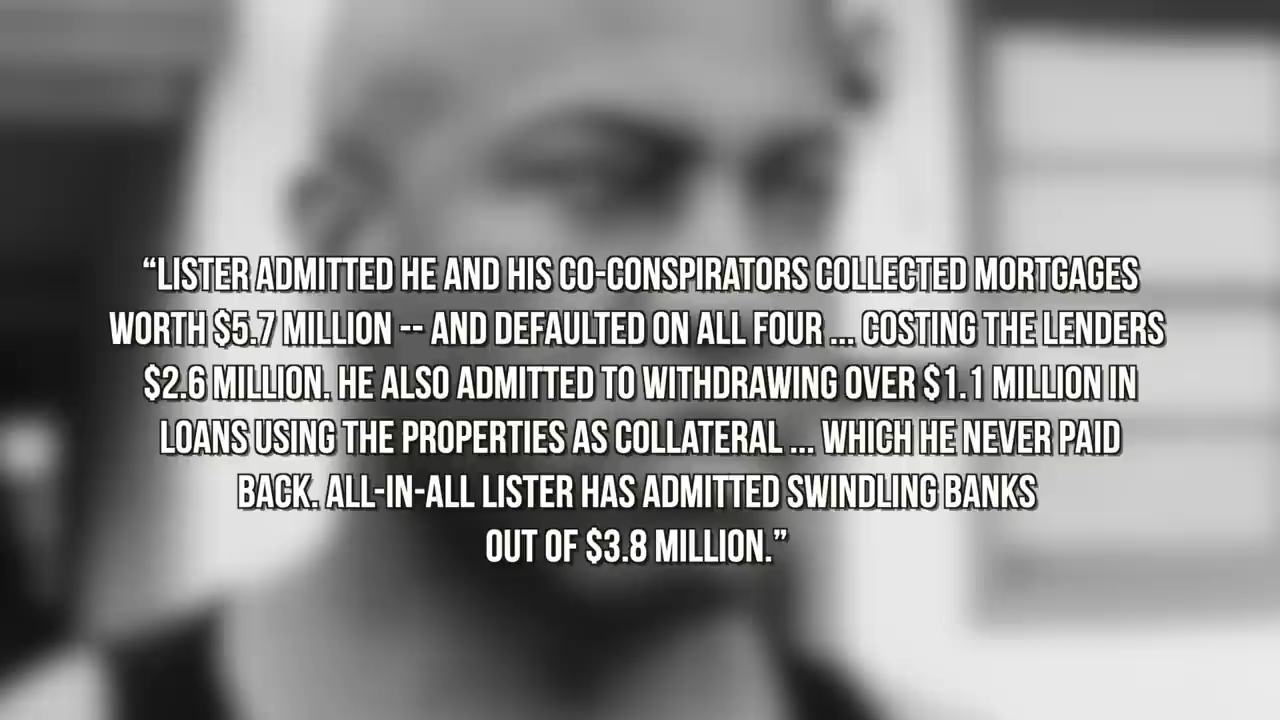 “LISTER ADMITTED HE AND HIS CO-CONSPIRATORS COLLECTED MORTGAGES
WORTH $5.7 MILLION -- AND DEFAULTED ON ALL FOUR ... COSTING THE LENDERS
$2.6 MILLION. HE ALSO ADMITTED TO WITHDRAWING OVER $1.1 MILLION IN
LOANS USING THE PROPERTIES AS COLLATERAL ... WHICH HE NEVER PAID
BACK. ALL-IN-ALL LISTER HAS ADMITTED SWINDLING BANKS
OUT OF $3.8 MILLION.”